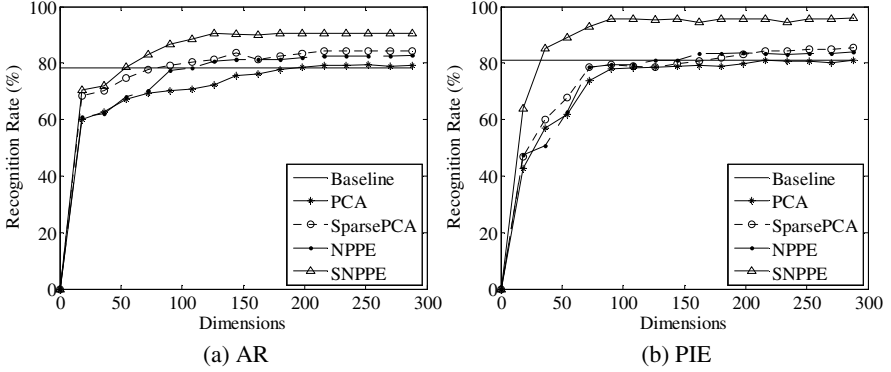 100
80
60
40
20
0
Recognition Rate (%)
Baseline
PCA
SparsePCA
NPPE
SNPPE
0 50 100 150 200 250 300
Dimensions
(a) AR
100
80
60
40
20
0
Recognition Rate (%)
Baseline
PCA
SparsePCA
NPPE
SNPPE
0 50 100 150 200 250 300
Dimensions
(b) PIE